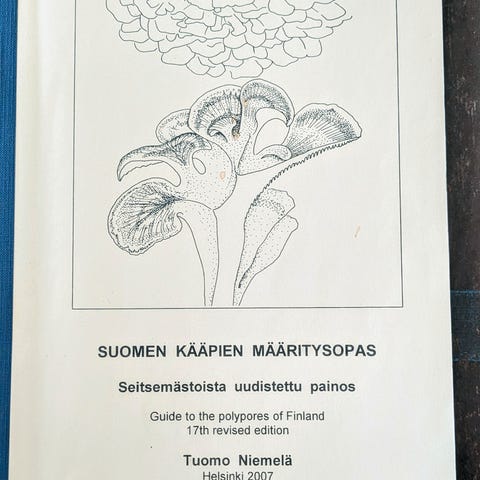 SUOMEN KÄÄPIEN MÄÄRITYSOPAS
Seitsemästoista uudistettu painos
Guide to the polypores of Finland
17th revised edition
Tuomo Niemelä
Helsinki 2007